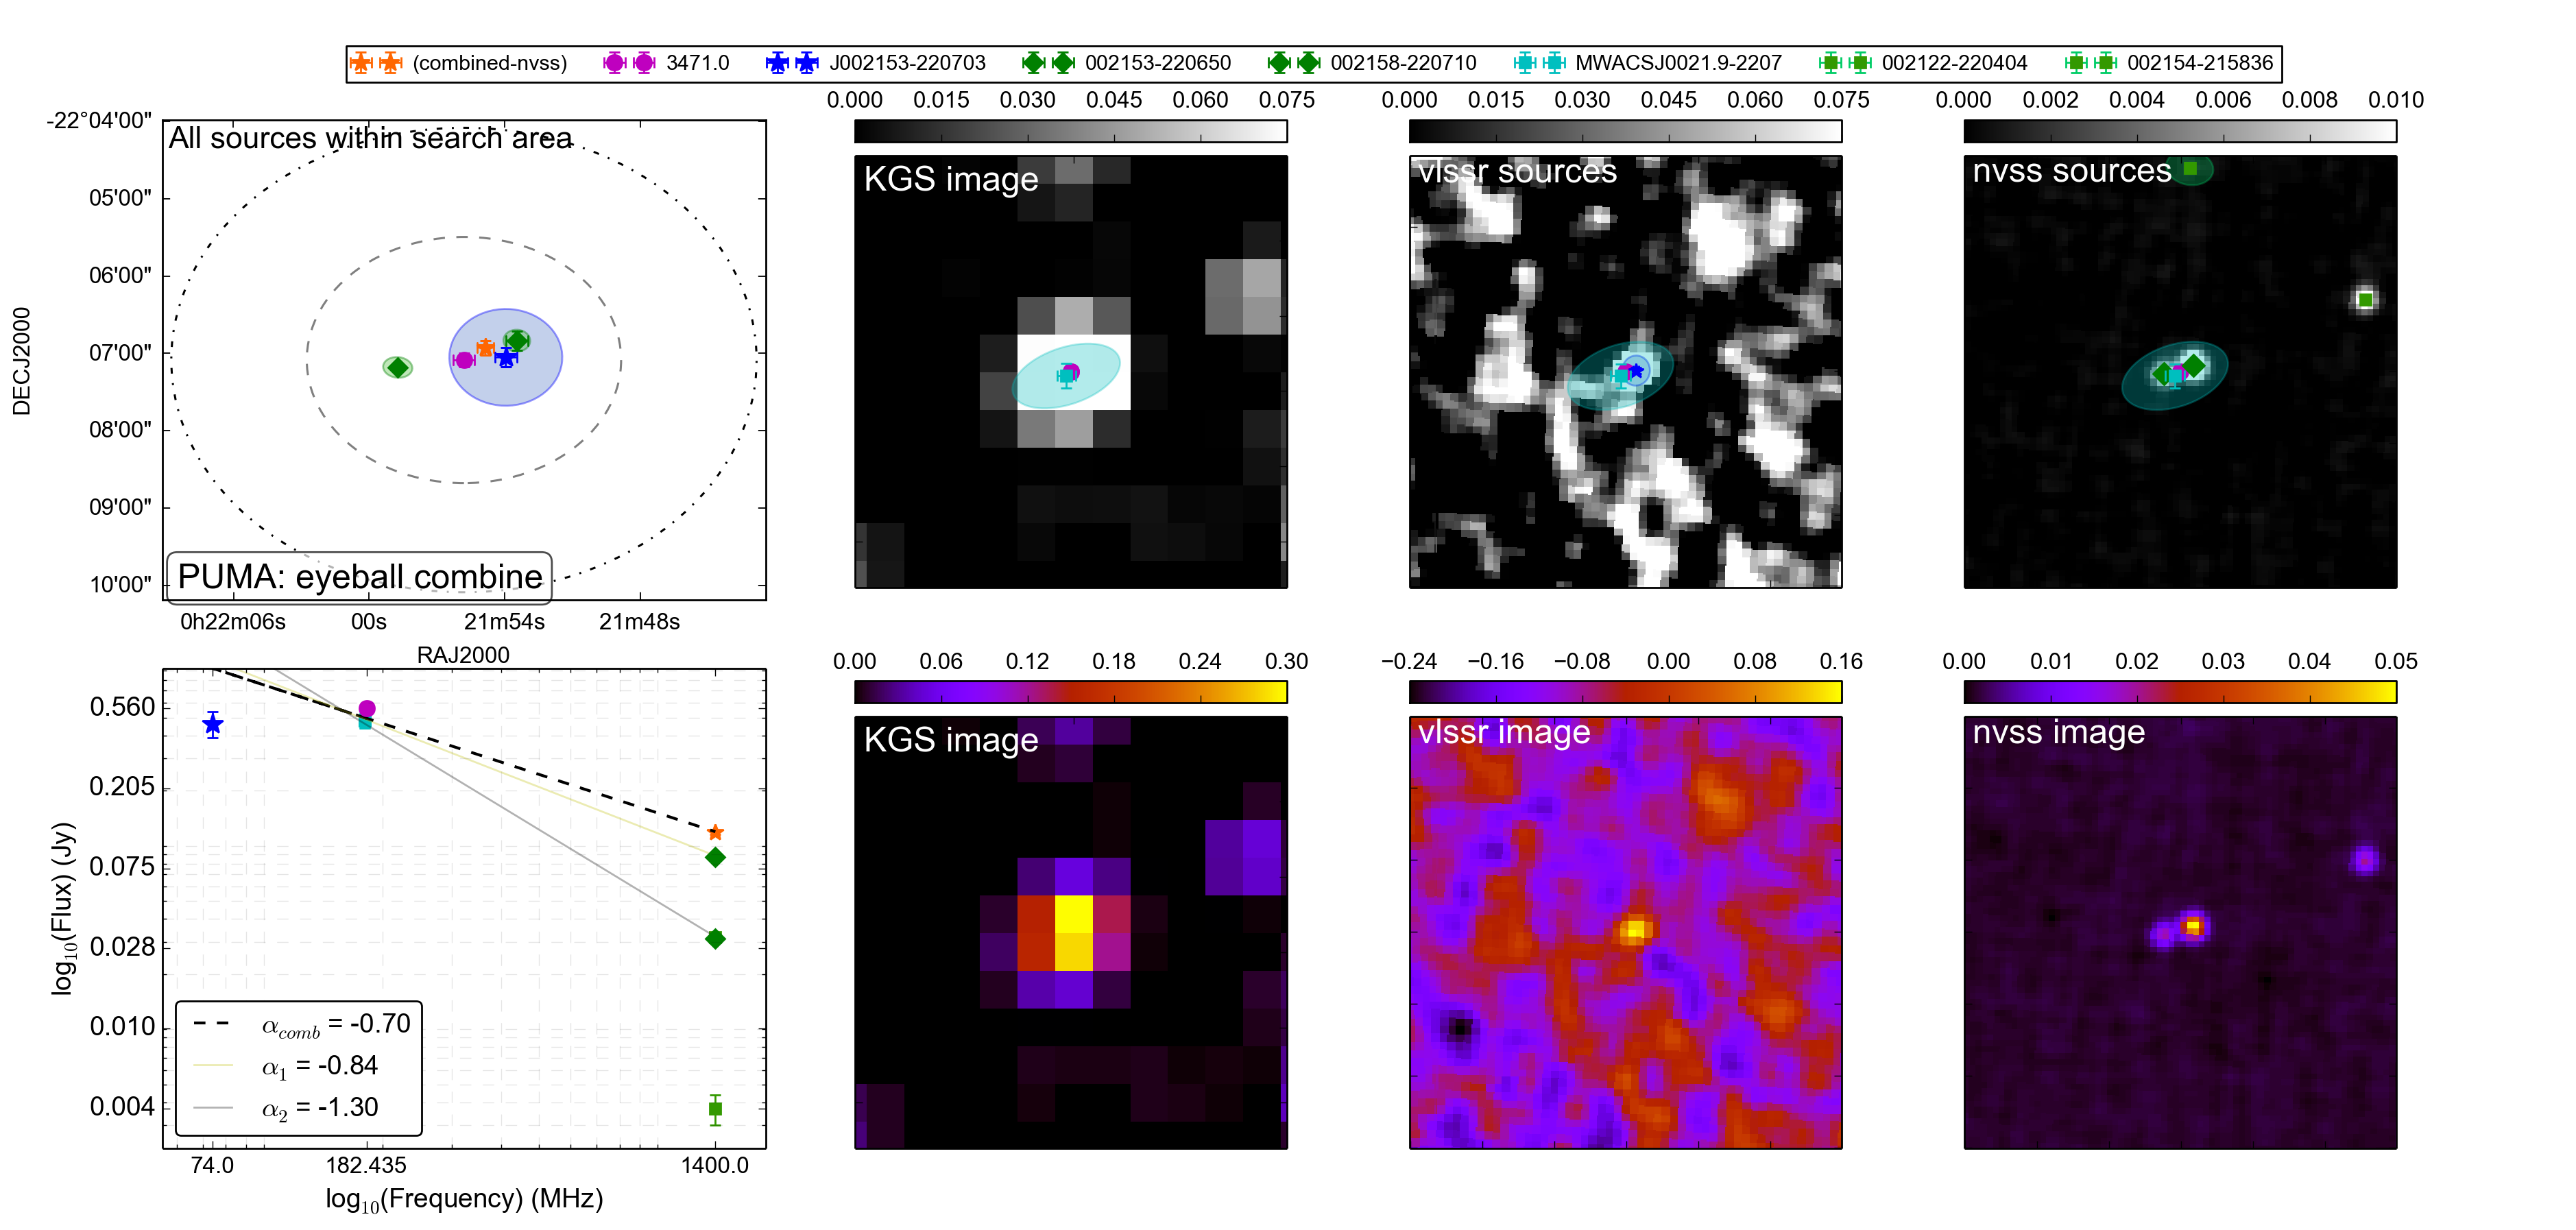 (combined-nvss) 3471.0 J002153-220703 002153-220650 002158-220710 MWACSJ0021.9-2207 002122-220404 002154-215836
-22°04'00"
05'00"
06'00"
07'00"
08'00"
09'00"
10'00"
DECJ2000
All sources within search area
PUMA: eyeball combine
0h22m06s 00s 21m54s 21m48s
RAJ2000
0.000 0.015 0.030 0.045 0.060 0.075
KGS image
0.000 0.015 0.030 0.045 0.060 0.075
vlssr sources
0.000 0.002 0.004 0.006 0.008 0.010
nvss sources
0.560
0.205
0.075
0.028
0.010
0.004
log₁₀(Flux) (Jy)
α_comb = -0.70
α₁ = -0.84
α₂ = -1.30
74.0 182.435 1400.0
log₁₀(Frequency) (MHz)
0.00 0.06 0.12 0.18 0.24 0.30
KGS image
−0.24 −0.16 −0.08 0.00 0.08 0.16
vlssr image
0.00 0.01 0.02 0.03 0.04 0.05
nvss image